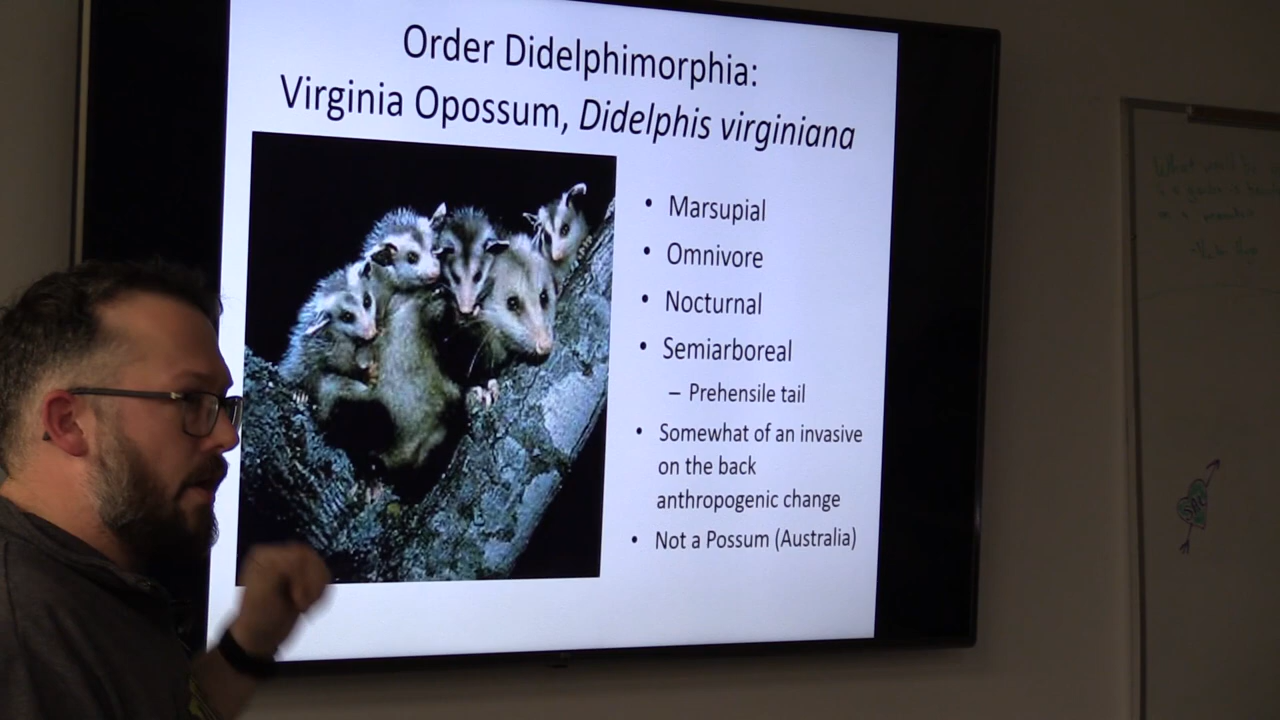 Order Didelphimorphia:
Virginia Opossum, Didelphis virginiana
• Marsupial
• Omnivore
• Nocturnal
• Semiarboreal
– Prehensile tail
• Somewhat of an invasive
on the back
anthropogenic change
• Not a Possum (Australia)